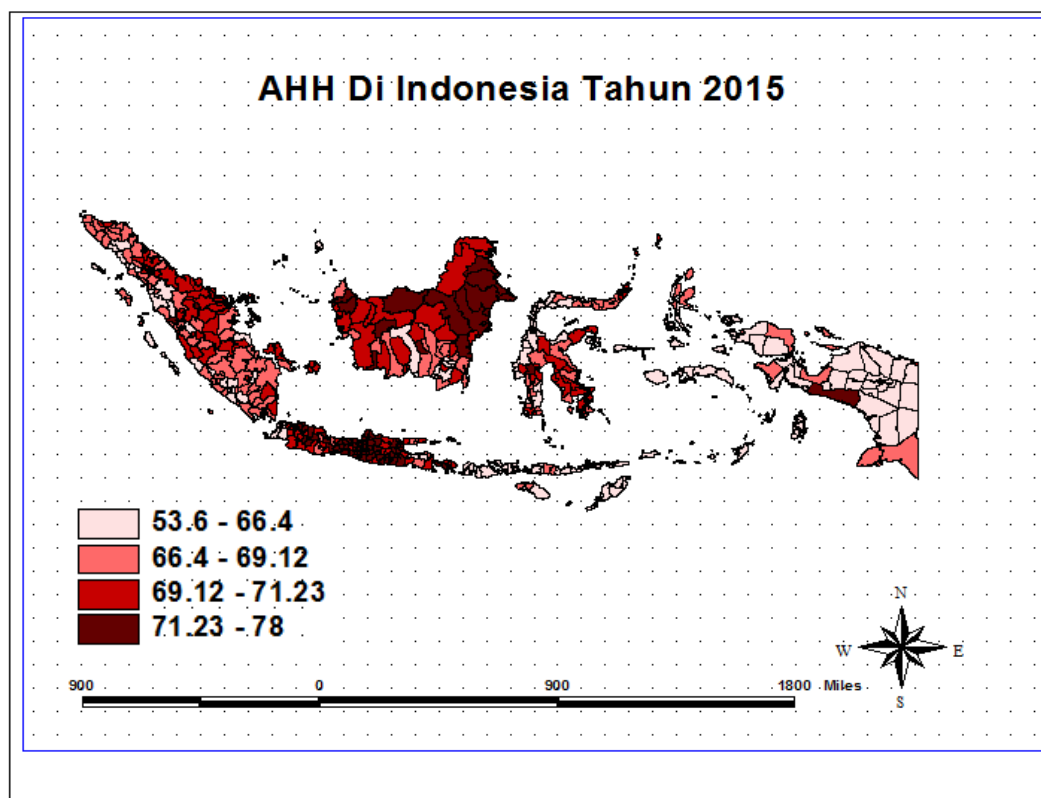 AHH Di Indonesia Tahun 2015
53.6 - 66.4
66.4 - 69.12
69.12 - 71.23
71.23 - 78
N
W E
S
900 0 900 1800 Miles